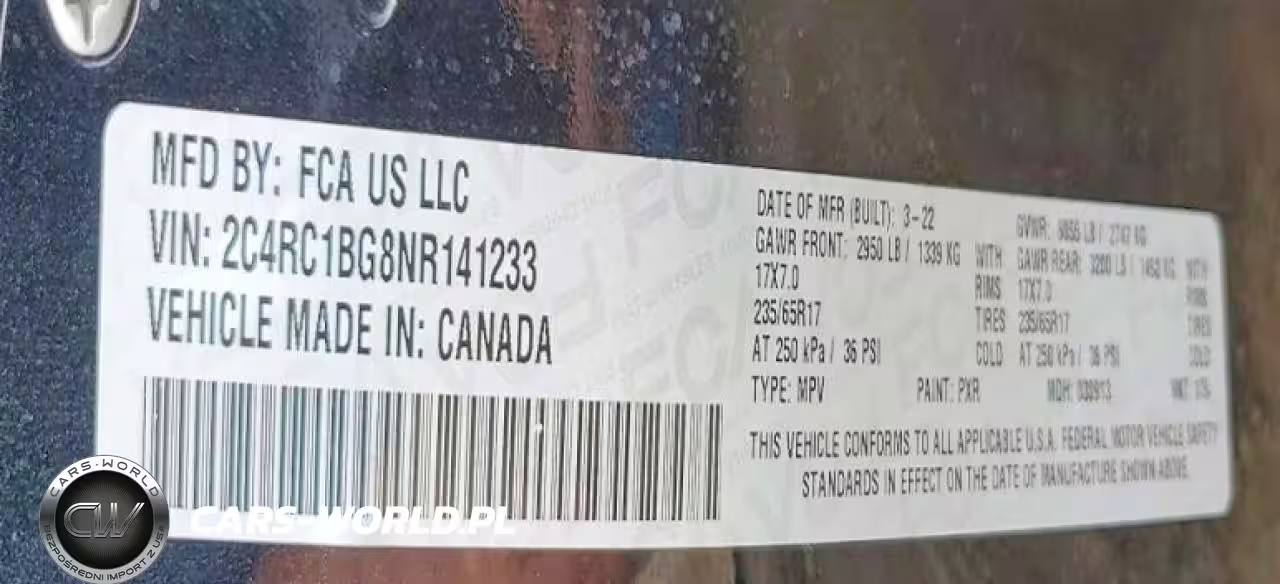 MFD BY: FCA US LLC
VIN: 2C4RC1BG8NR141233
VEHICLE MADE IN: CANADA
DATE OF MFR (BUILT): 3-22
GVWR: 6055 LB / 2747 KG
GAWR FRONT: 2950 LB / 1339 KG WITH
17X7.0 RIMS
235/65R17 TIRES
AT 250 kPa / 36 PSI COLD
GAWR REAR: 3200 LB / KG WITH
17X7.0 RIMS
235/65R17 TIRES
AT 250 kPa / 36 PSI COLD
TYPE: MPV PAINT: PXR MDH:
THIS VEHICLE CONFORMS TO ALL APPLICABLE U.S.A. FEDERAL MOTOR VEHICLE SAFETY
STANDARDS IN EFFECT ON THE DATE OF MANUFACTURE SHOWN ABOVE.
CARS-WORLD
CW
BEZPOŚREDNI IMPORT Z USA
CARS-WORLD.PL